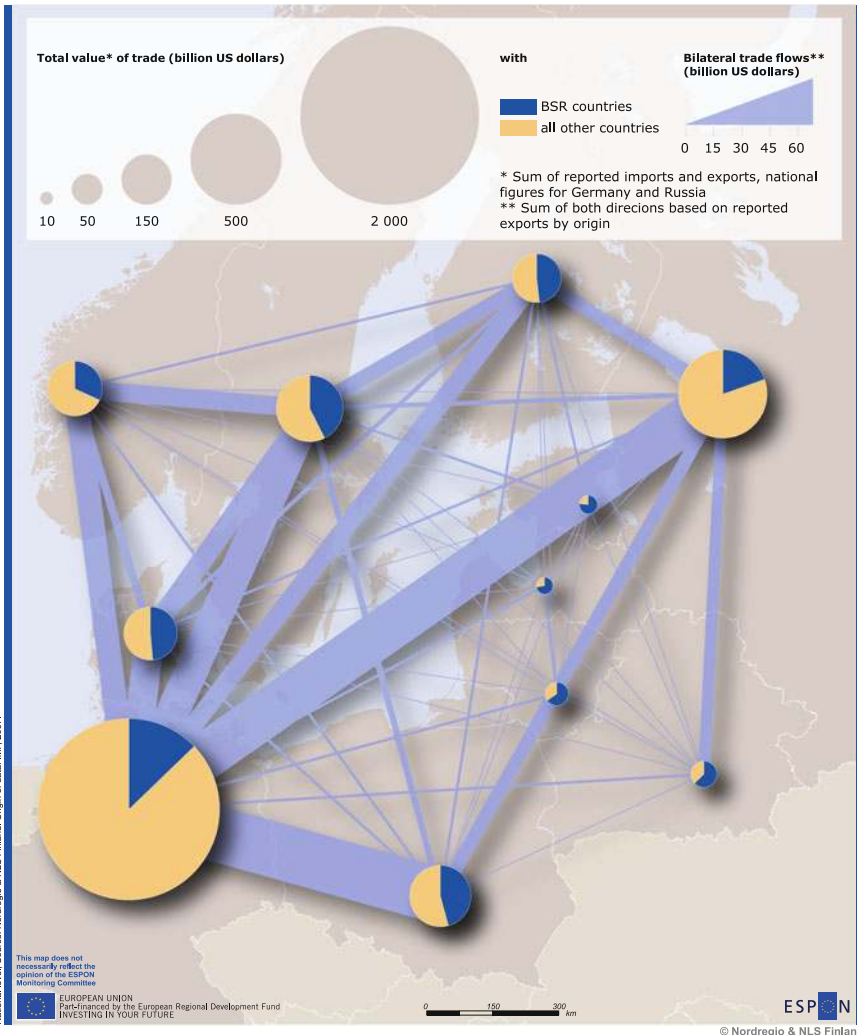 Total value* of trade (billion US dollars)
10
50
150
500
2 000
with
BSR countries
all other countries
Bilateral trade flows**
(billion US dollars)
0 15 30 45 60
* Sum of reported imports and exports, national
figures for Germany and Russia
** Sum of both direcions based on reported
exports by origin
This map does not
necessarily reflect the
opinion of the ESPON
Monitoring Committee
EUROPEAN UNION
Part-financed by the European Regional Development Fund
INVESTING IN YOUR FUTURE
0 150 300
km
ESPON
© Nordregio & NLS Finlan